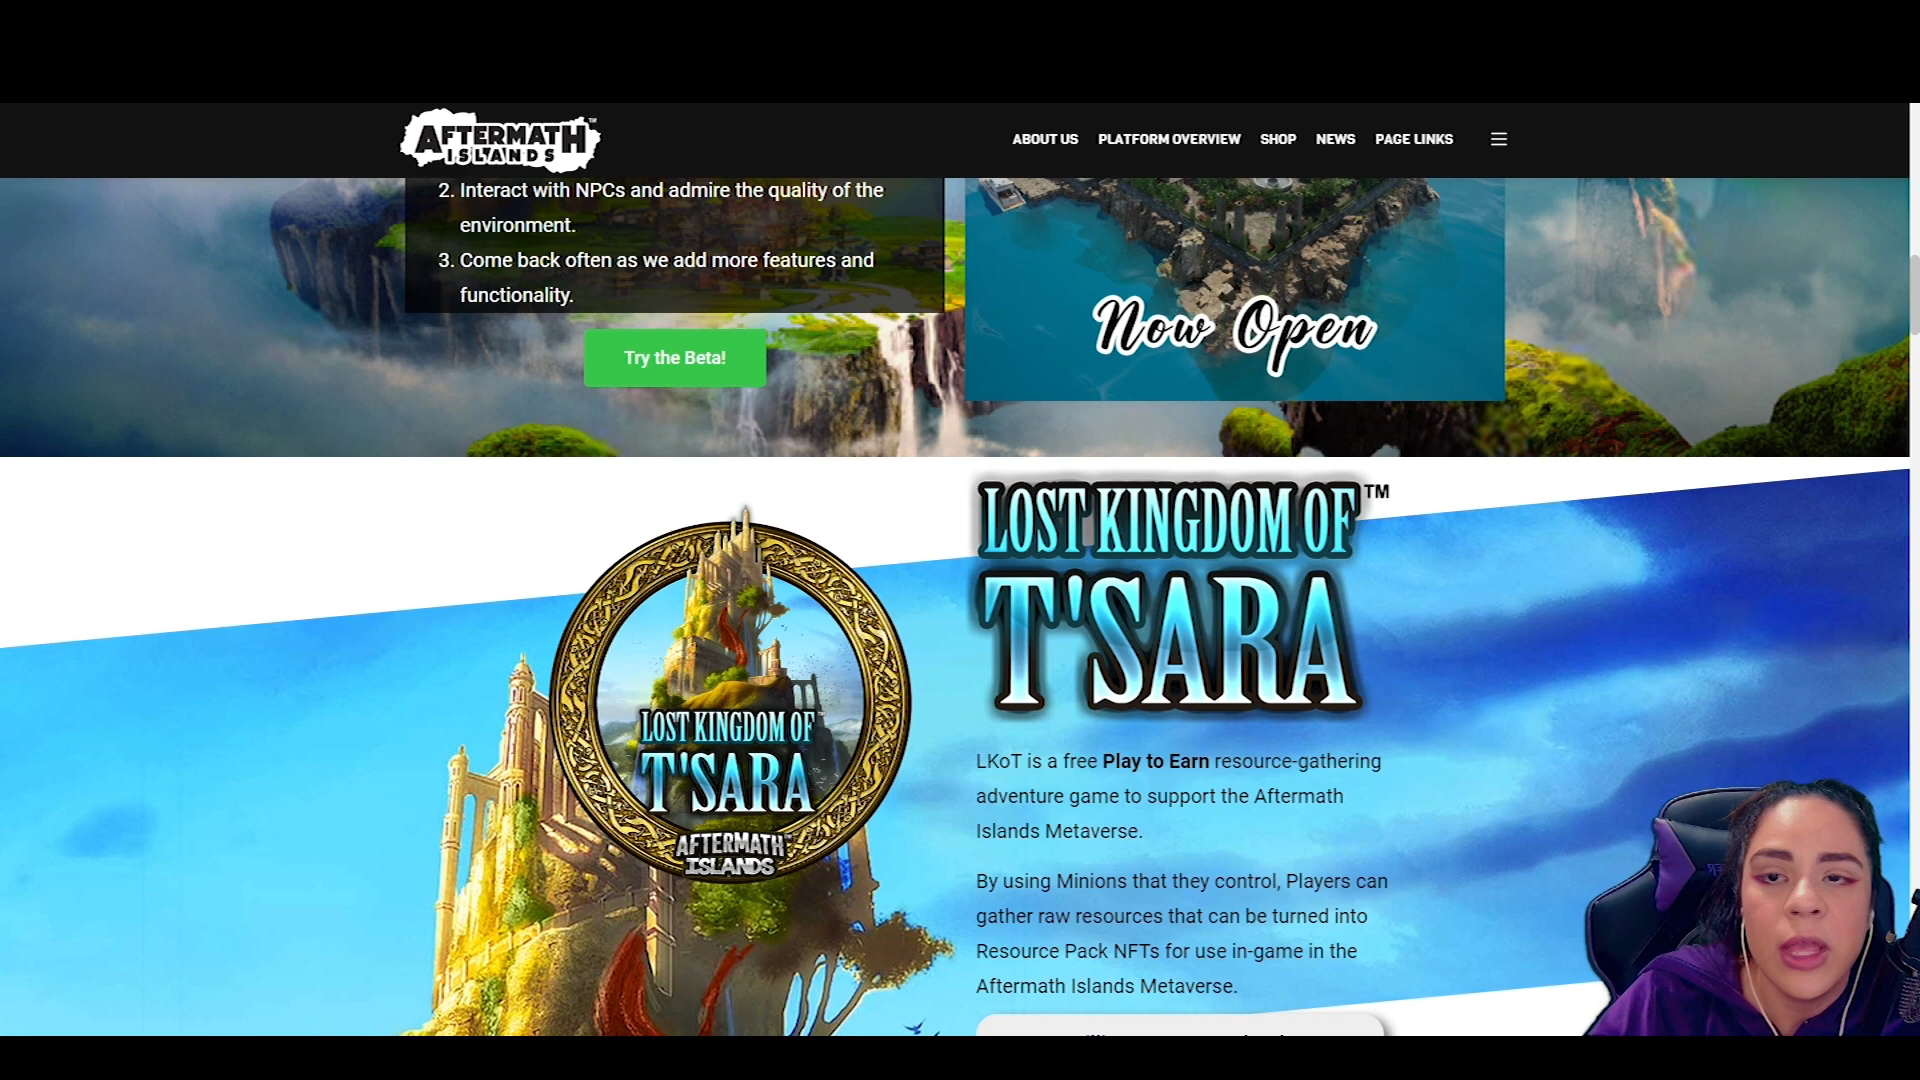 AFTERMATH™
ISLANDS
ABOUT US PLATFORM OVERVIEW SHOP NEWS PAGE LINKS
2. Interact with NPCs and admire the quality of the
environment.
3. Come back often as we add more features and
functionality.
Try the Beta!
Now Open
LOST KINGDOM OF
T'SARA
AFTERMATH™
ISLANDS
LOST KINGDOM OF™
T'SARA
LKoT is a free Play to Earn resource-gathering
adventure game to support the Aftermath
Islands Metaverse.
By using Minions that they control, Players can
gather raw resources that can be turned into
Resource Pack NFTs for use in-game in the
Aftermath Islands Metaverse.